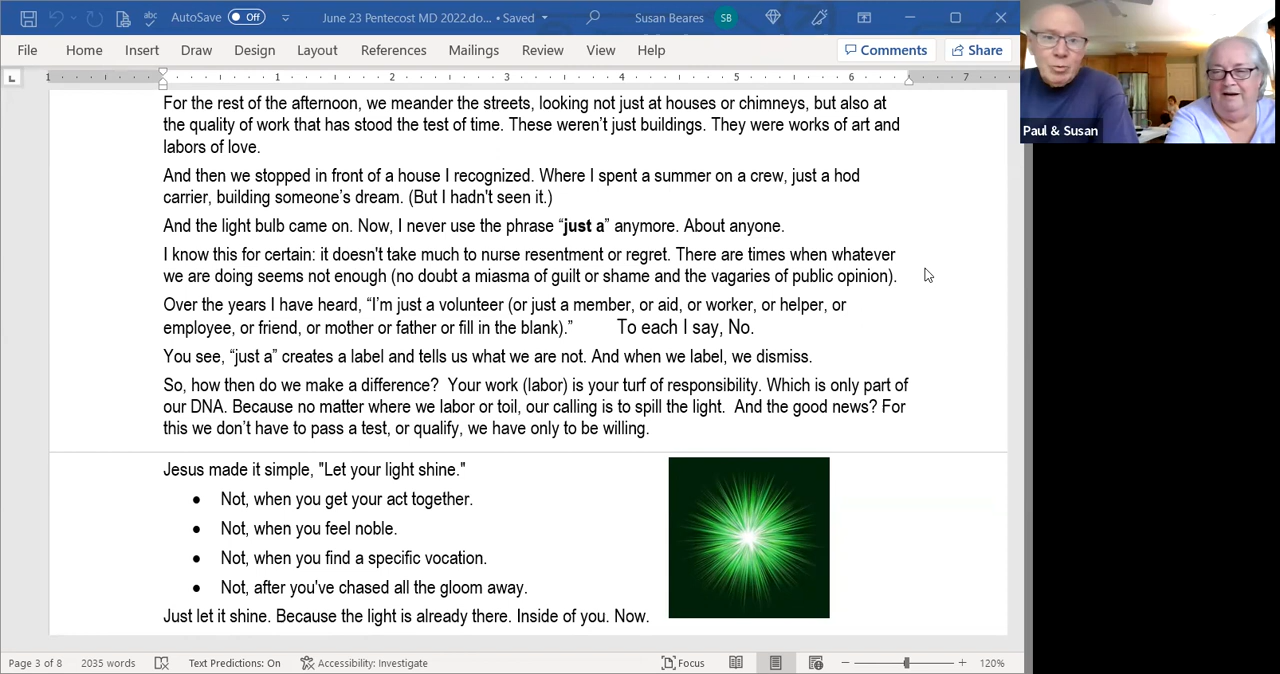 AutoSave Off June 23 Pentecost MD 2022.do... • Saved Susan Beares SB
File Home Insert Draw Design Layout References Mailings Review View Help Comments Share
1 1 2 3 4 5 6 7
For the rest of the afternoon, we meander the streets, looking not just at houses or chimneys, but also at
the quality of work that has stood the test of time. These weren't just buildings. They were works of art and
labors of love.
And then we stopped in front of a house I recognized. Where I spent a summer on a crew, just a hod
carrier, building someone's dream. (But I hadn't seen it.)
And the light bulb came on. Now, I never use the phrase “just a” anymore. About anyone.
I know this for certain: it doesn't take much to nurse resentment or regret. There are times when whatever
we are doing seems not enough (no doubt a miasma of guilt or shame and the vagaries of public opinion).
Over the years I have heard, “I'm just a volunteer (or just a member, or aid, or worker, or helper, or
employee, or friend, or mother or father or fill in the blank).” To each I say, No.
You see, “just a” creates a label and tells us what we are not. And when we label, we dismiss.
So, how then do we make a difference? Your work (labor) is your turf of responsibility. Which is only part of
our DNA. Because no matter where we labor or toil, our calling is to spill the light. And the good news? For
this we don't have to pass a test, or qualify, we have only to be willing.
Jesus made it simple, "Let your light shine."
• Not, when you get your act together.
• Not, when you feel noble.
• Not, when you find a specific vocation.
• Not, after you've chased all the gloom away.
Just let it shine. Because the light is already there. Inside of you. Now.
Page 3 of 8 2035 words Text Predictions: On Accessibility: Investigate Focus 120%
Paul & Susan